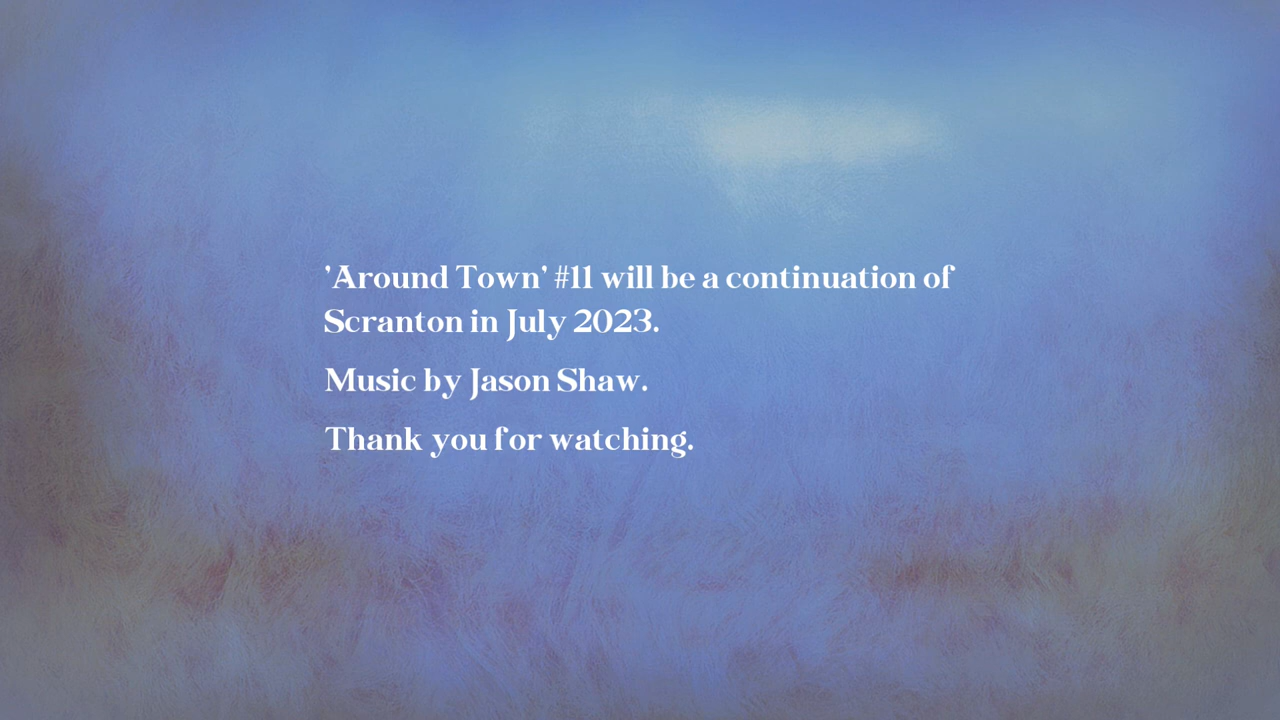 'Around Town' #11 will be a continuation of
Scranton in July 2023.
Music by Jason Shaw.
Thank you for watching.